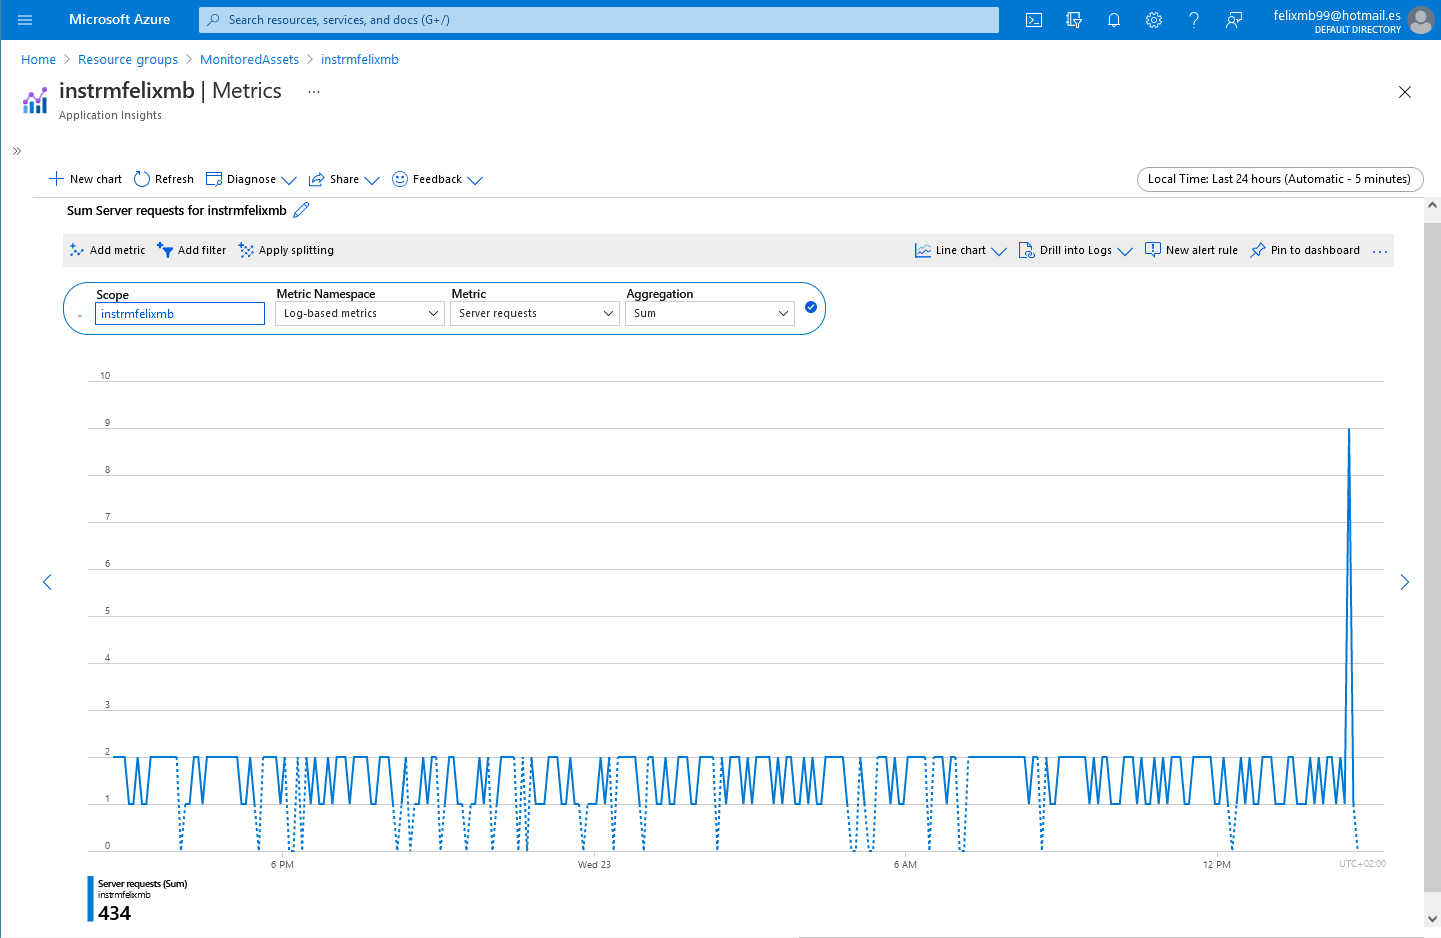 Microsoft Azure
Search resources, services, and docs (G+/)
felixmb99@hotmail.es
DEFAULT DIRECTORY
Home > Resource groups > MonitoredAssets > instrmfelixmb
instrmfelixmb | Metrics ...
Application Insights
»
New chart Refresh Diagnose Share Feedback
Local Time: Last 24 hours (Automatic - 5 minutes)
Sum Server requests for instrmfelixmb
Add metric Add filter Apply splitting Line chart Drill into Logs New alert rule Pin to dashboard ...
Scope Metric Namespace Metric Aggregation
instrmfelixmb Log-based metrics Server requests Sum
10
9
8
7
6
5
4
3
2
1
0
6 PM Wed 23 6 AM 12 PM UTC+02:00
Server requests (Sum)
instrmfelixmb
434